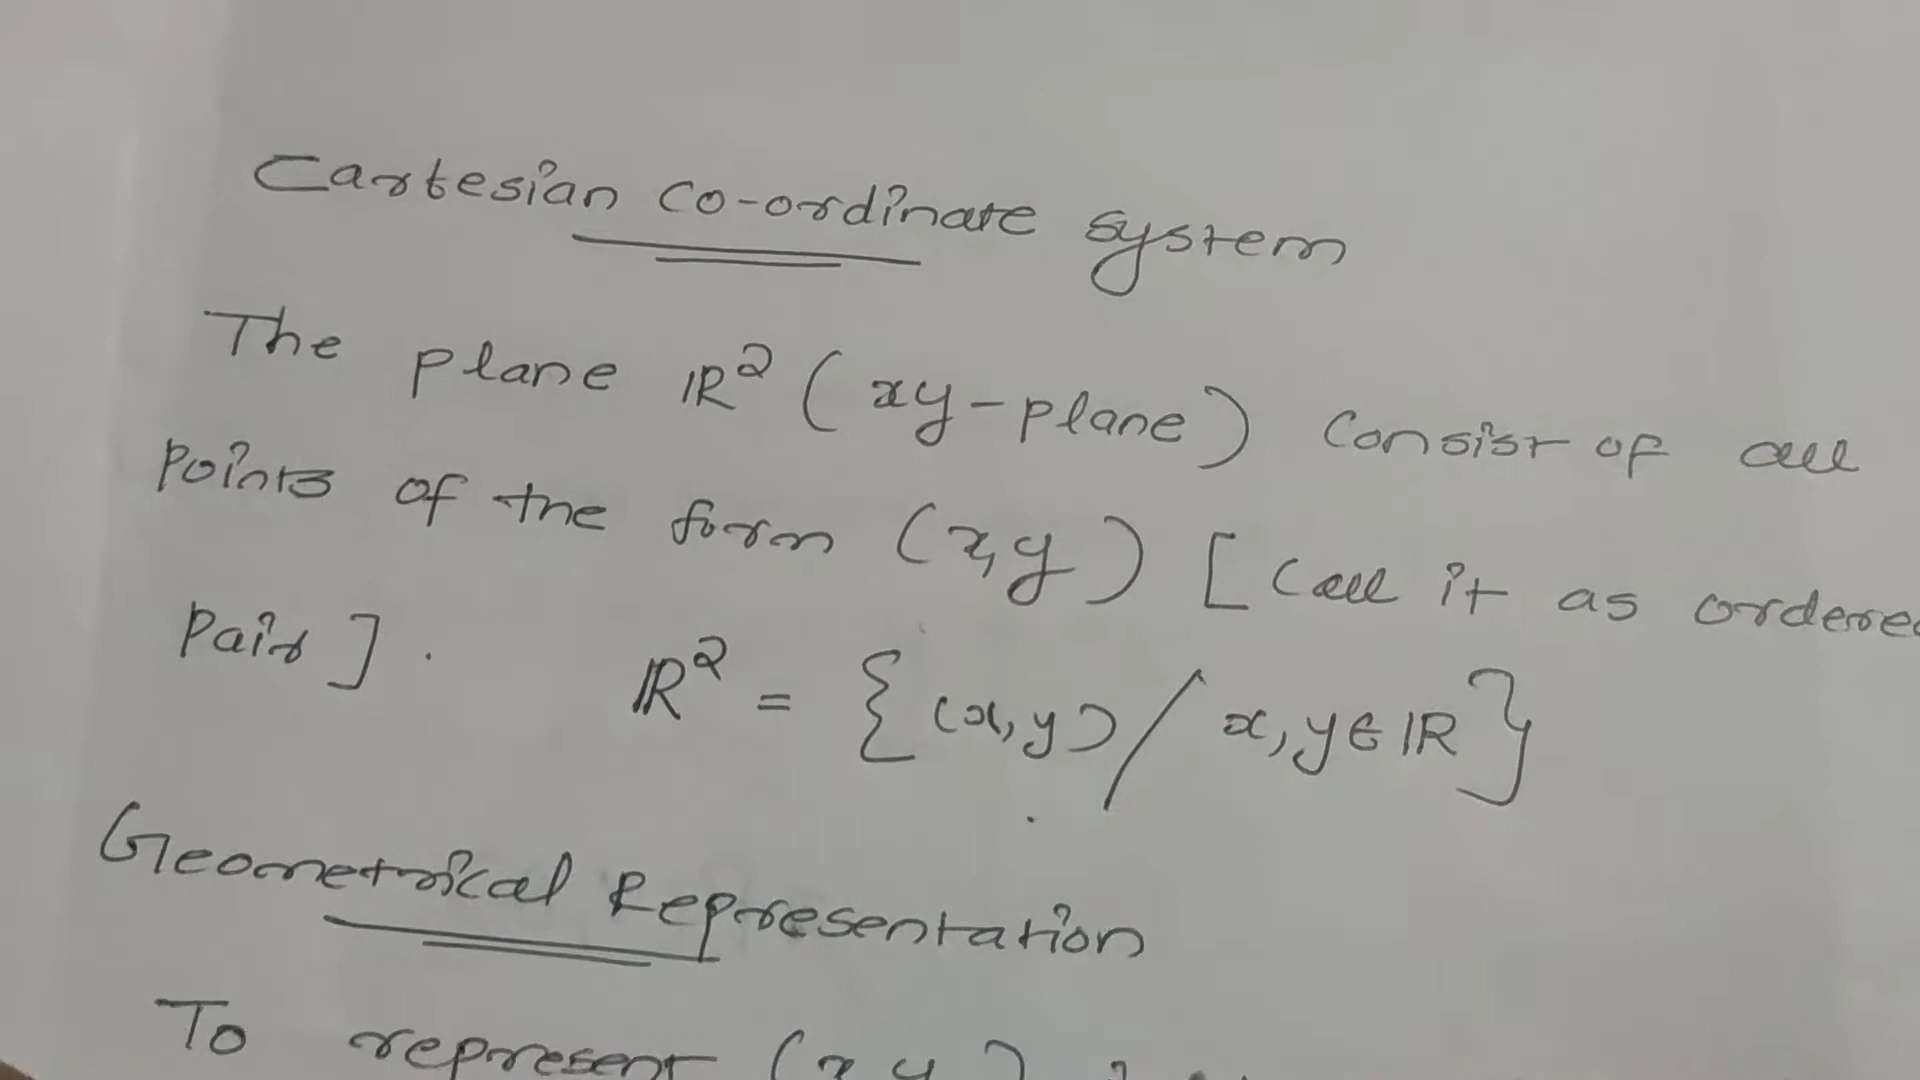 Cartesian Co-ordinate System
The plane ℝ² (xy-plane) Consist of all
Points of the form (x,y) [Call it as ordered
Pair].
ℝ² = {(x,y) / x,y∈ℝ}
Geometrical Representation
To represent (x y)